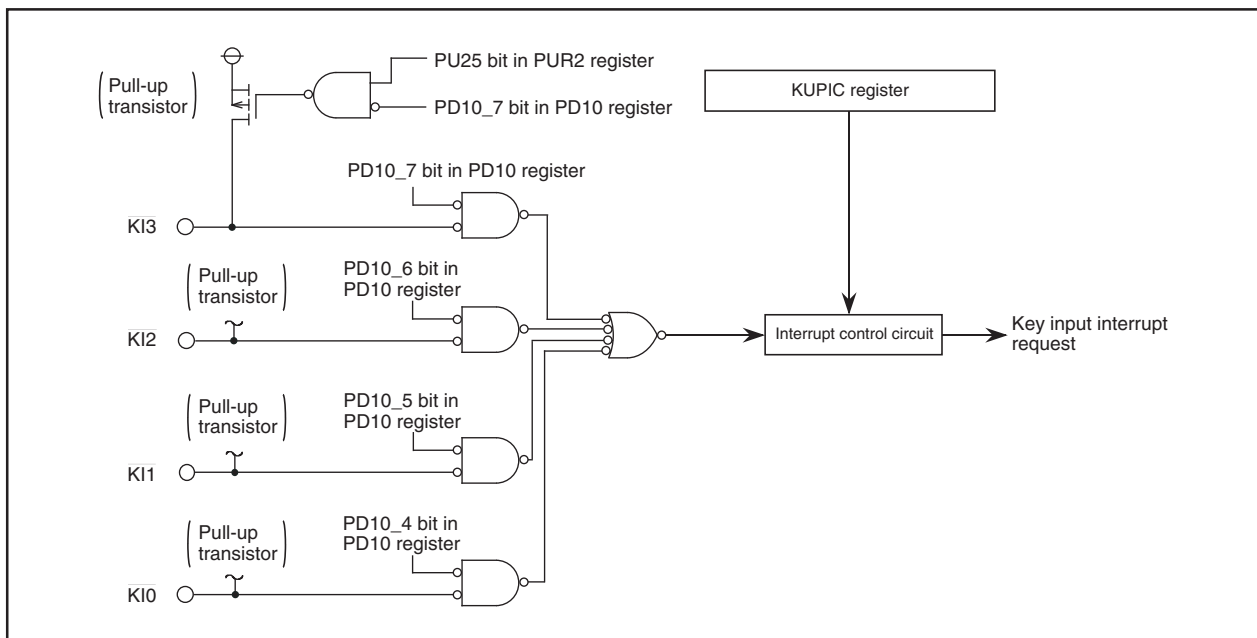 PU25 bit in PUR2 register
(Pull-up
transistor)
PD10_7 bit in PD10 register
KUPIC register
PD10_7 bit in PD10 register
KI3
(Pull-up
transistor)
PD10_6 bit in
PD10 register
KI2
Interrupt control circuit
Key input interrupt
request
(Pull-up
transistor)
PD10_5 bit in
PD10 register
KI1
(Pull-up
transistor)
PD10_4 bit in
PD10 register
KI0